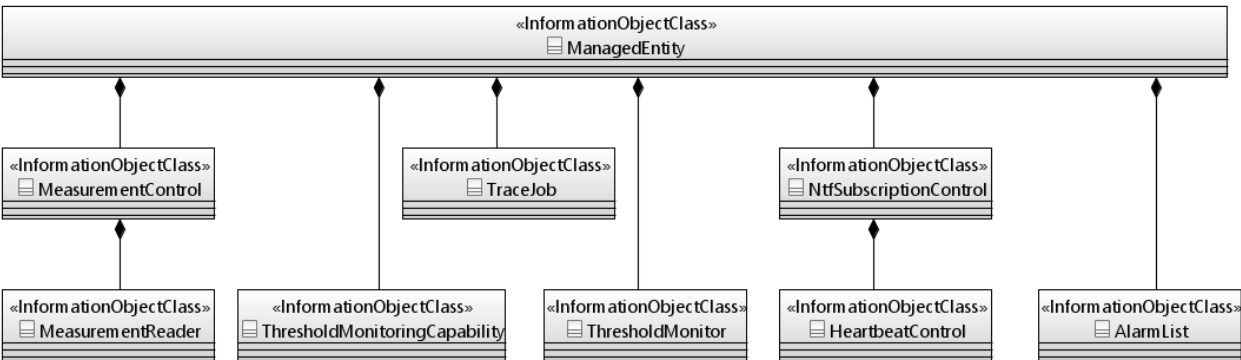 «InformationObjectClass»
ManagedEntity
«InformationObjectClass»
MeasurementControl
«InformationObjectClass»
TraceJob
«InformationObjectClass»
NtfSubscriptionControl
«InformationObjectClass»
MeasurementReader
«InformationObjectClass»
ThresholdMonitoringCapability
«InformationObjectClass»
ThresholdMonitor
«InformationObjectClass»
HeartbeatControl
«InformationObjectClass»
AlarmList